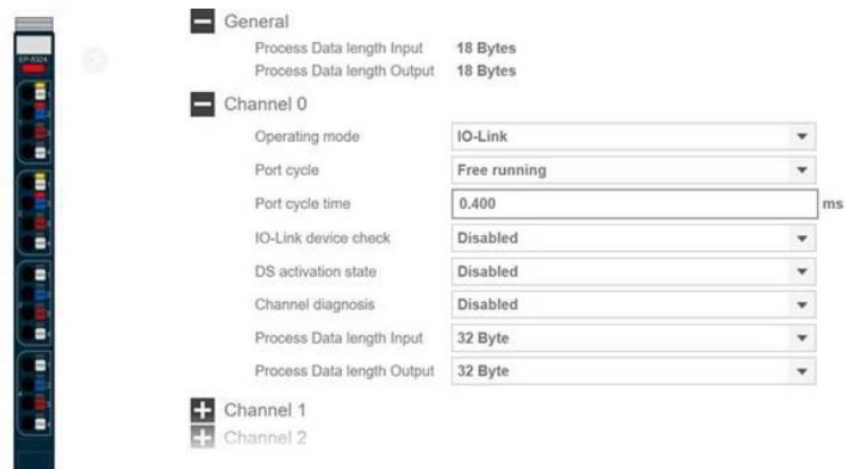 General
Process Data length Input 18 Bytes
Process Data length Output 18 Bytes
Channel 0
Operating mode IO-Link
Port cycle Free running
Port cycle time 0.400 ms
IO-Link device check Disabled
DS activation state Disabled
Channel diagnosis Disabled
Process Data length Input 32 Byte
Process Data length Output 32 Byte
Channel 1
Channel 2